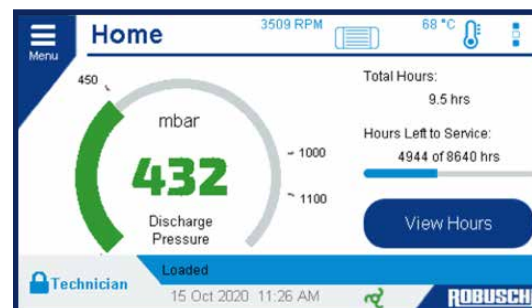 Menu
Home
3509 RPM
68 °C
450
mbar
432
Discharge
Pressure
1000
1100
Total Hours:
9.5 hrs
Hours Left to Service:
4944 of 8640 hrs
View Hours
Technician
Loaded
15 Oct 2020 11:26 AM
ROBUSCHI